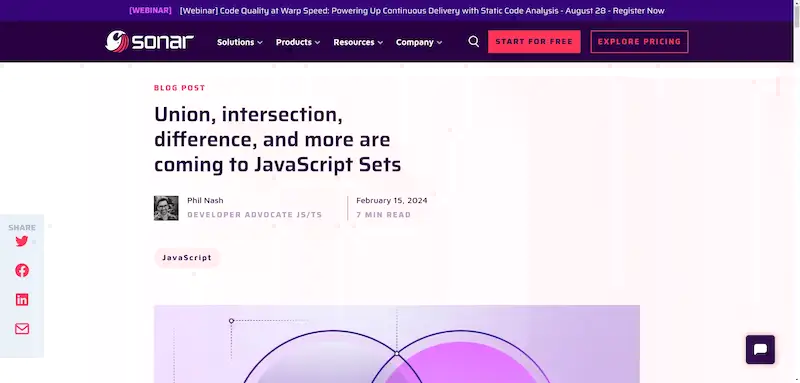 [WEBINAR] [Webinar] Code Quality at Warp Speed: Powering Up Continuous Delivery with Static Code Analysis - August 28 - Register Now
sonar Solutions Products Resources Company START FOR FREE EXPLORE PRICING
BLOG POST
Union, intersection,
difference, and more are
coming to JavaScript Sets
Phil Nash
DEVELOPER ADVOCATE JS/TS
February 15, 2024
7 MIN READ
SHARE
JavaScript